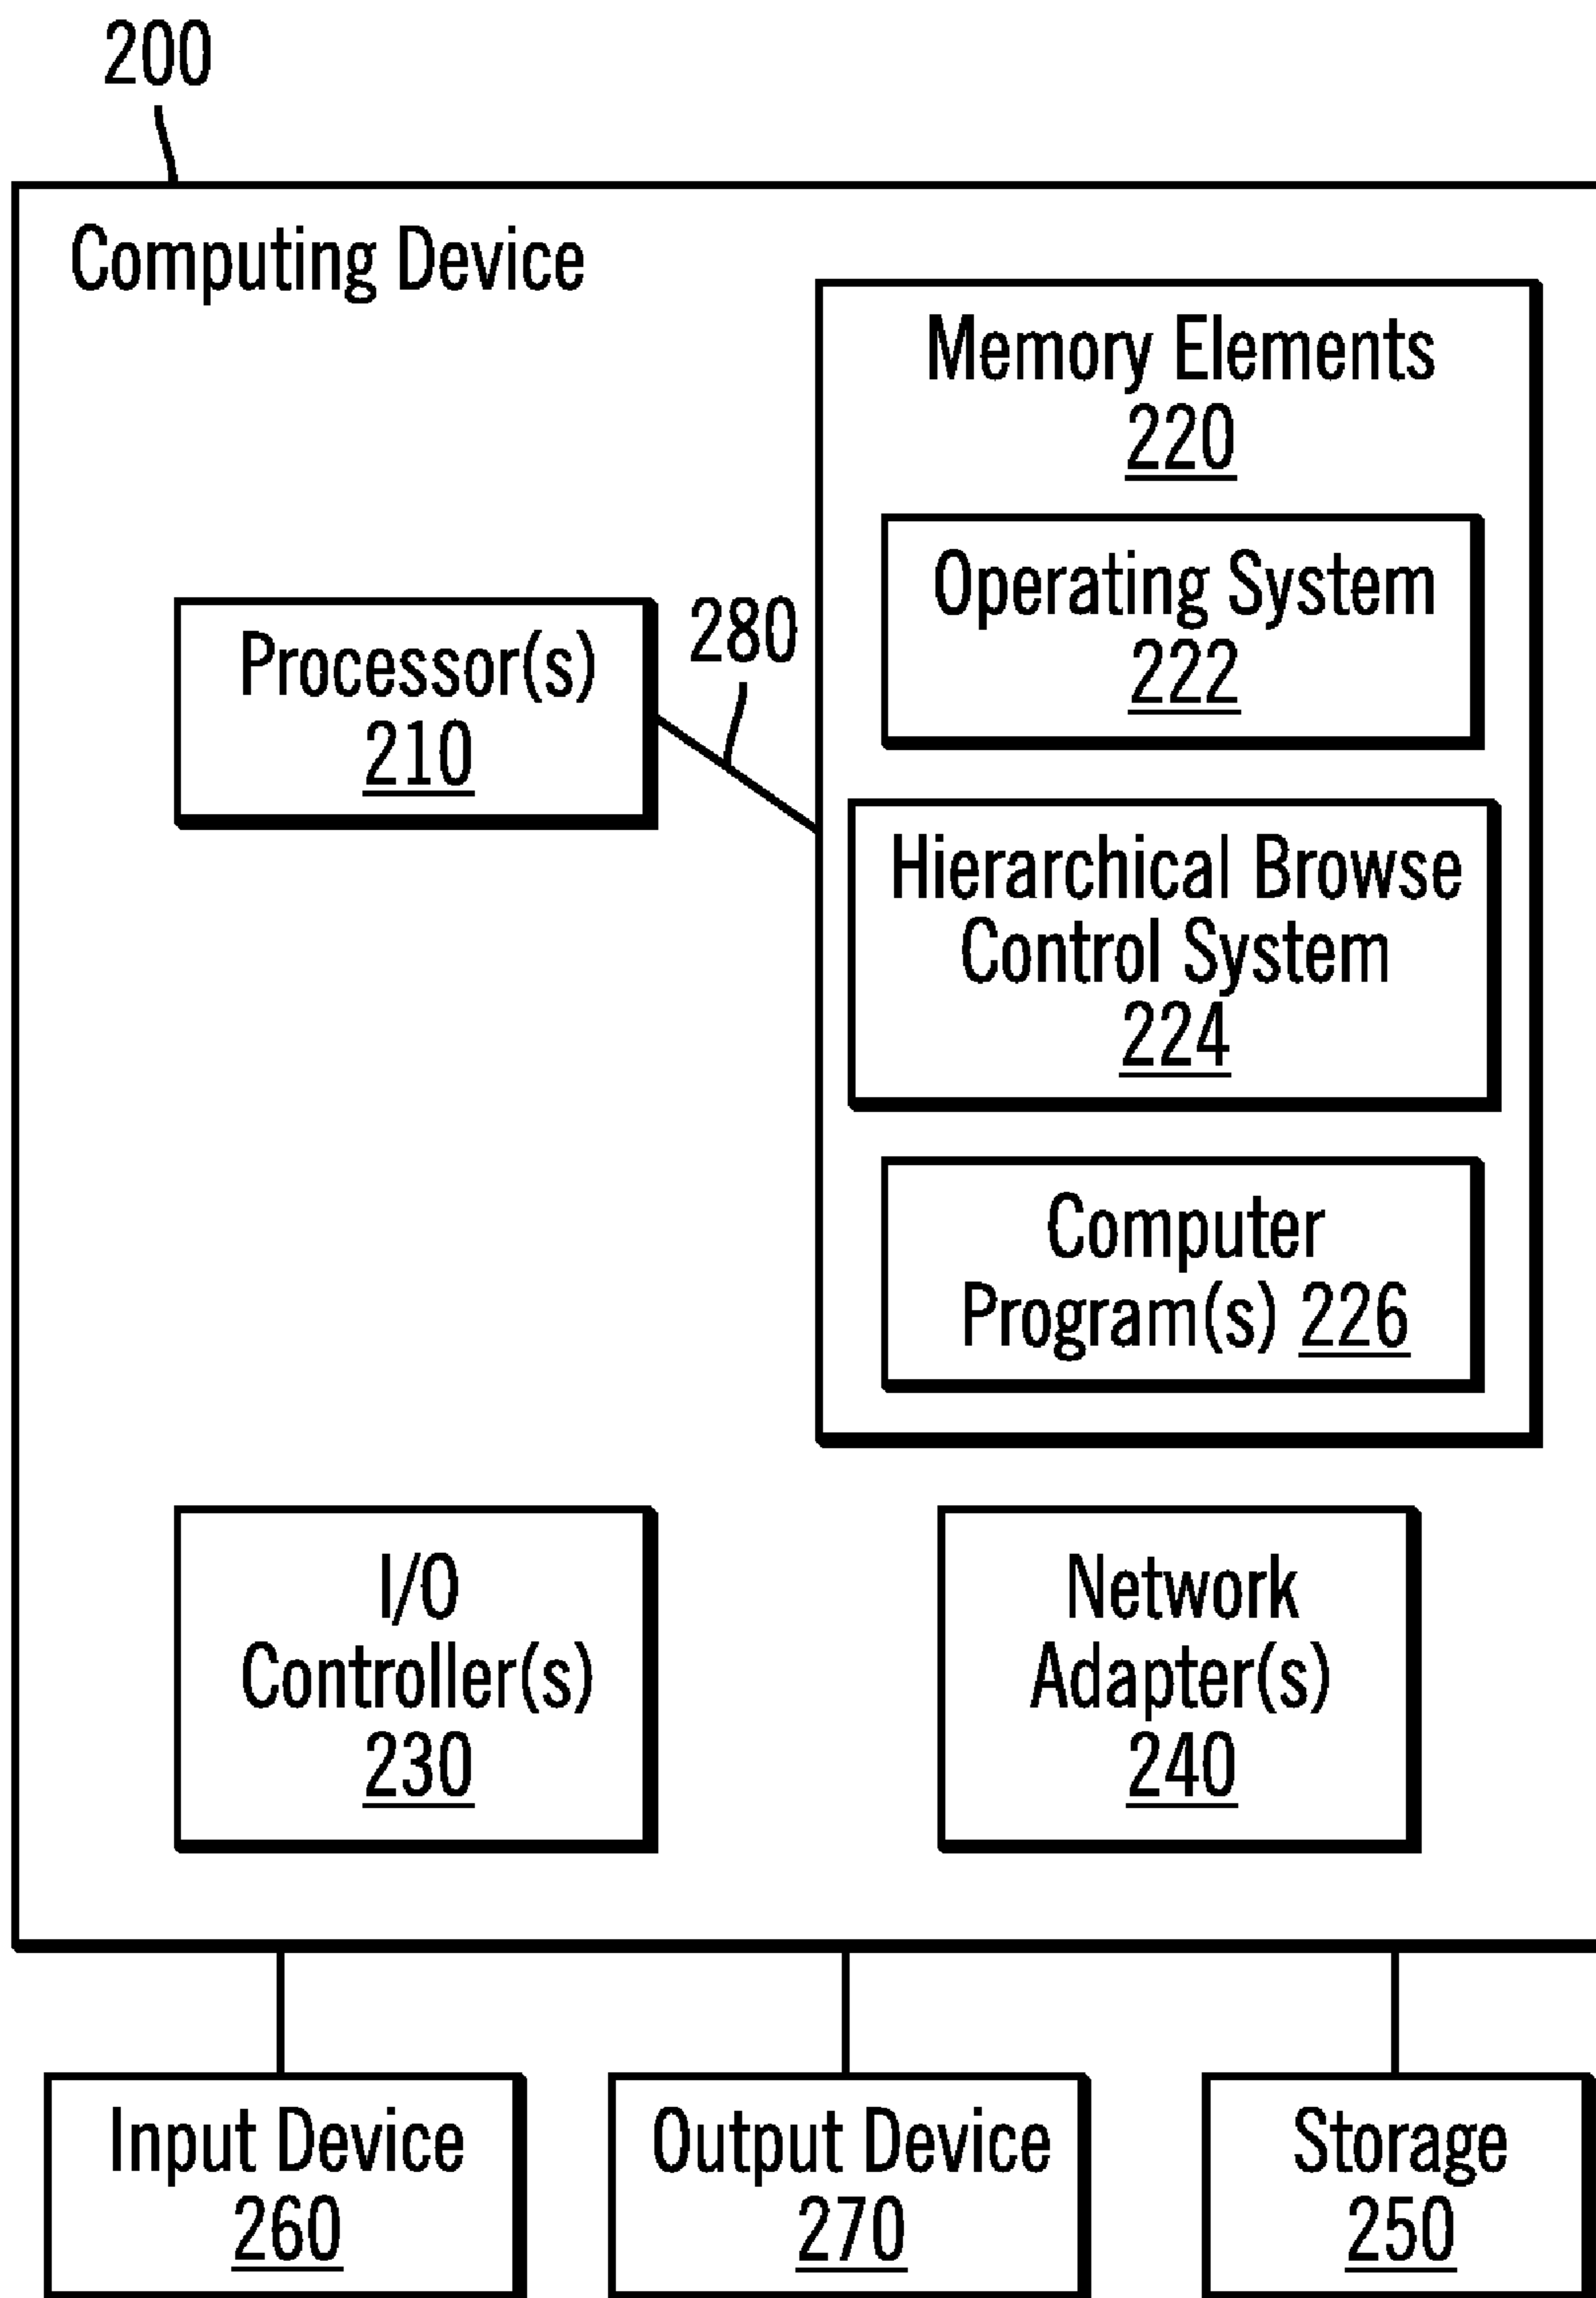 200
Computing Device
Memory Elements
220
Operating System
222
Processor(s)
210
280
Hierarchical Browse
Control System
224
Computer
Program(s) 226
I/O
Controller(s)
230
Network
Adapter(s)
240
Input Device
260
Output Device
270
Storage
250